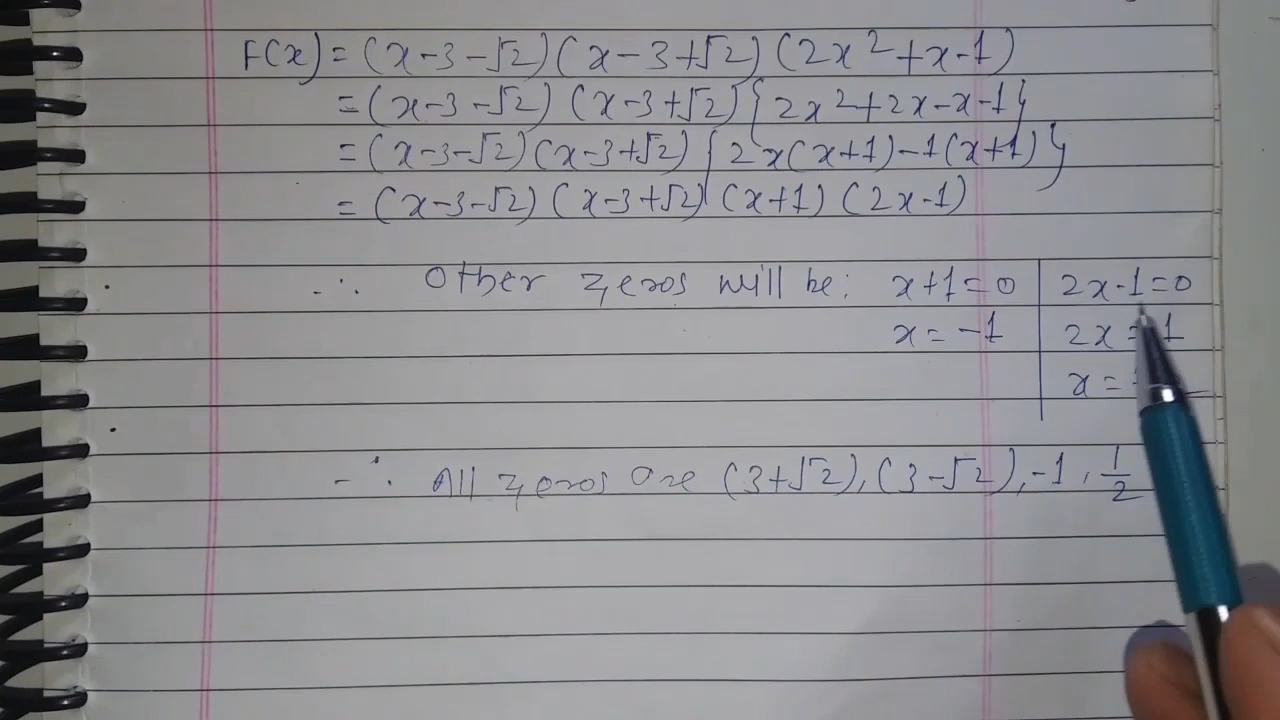 F(x) = (x-3-√2)(x-3+√2)(2x²+x-1)
= (x-3-√2)(x-3+√2){2x²+2x-x-1}
= (x-3-√2)(x-3+√2){2x(x+1)-1(x+1)}
= (x-3-√2)(x-3+√2)(x+1)(2x-1)
∴ Other zeros will be: x+1=0 | 2x-1=0
x = -1 | 2x = 1
x =
∴ All zeros are (3+√2), (3-√2), -1, 1/2